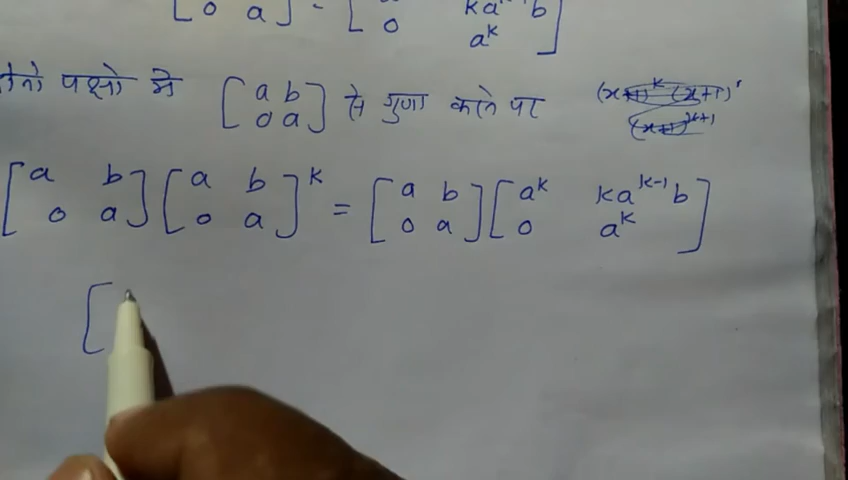 [0 a] = [0 ka^{k-1}b a^k]
दोनो पक्षो मे [a b 0 a] से गुणा करने पर
[a b 0 a] [a b 0 a]^k = [a b 0 a] [a^k ka^{k-1}b 0 a^k]
[